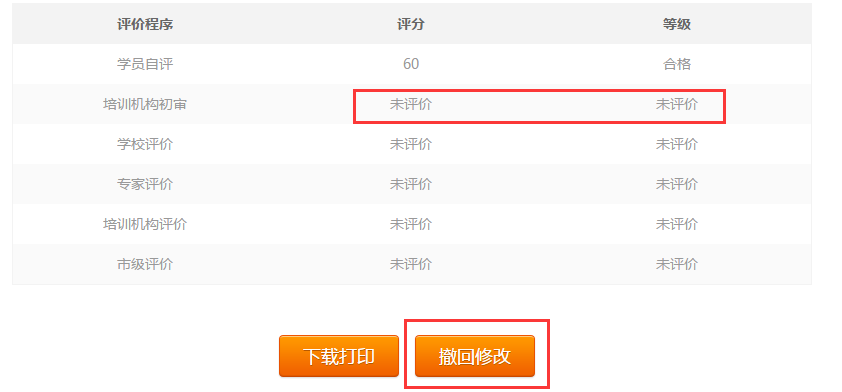 评价程序 评分 等级
学员自评 60 合格
培训机构初审 未评价 未评价
学校评价 未评价 未评价
专家评价 未评价 未评价
培训机构评价 未评价 未评价
市级评价 未评价 未评价
下载打印 撤回修改